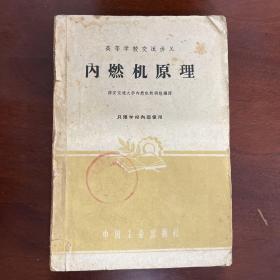 高等学校交流讲义
内燃机原理
西安交通大学内燃机教研组编著
只限学校内部使用
中国工业出版社